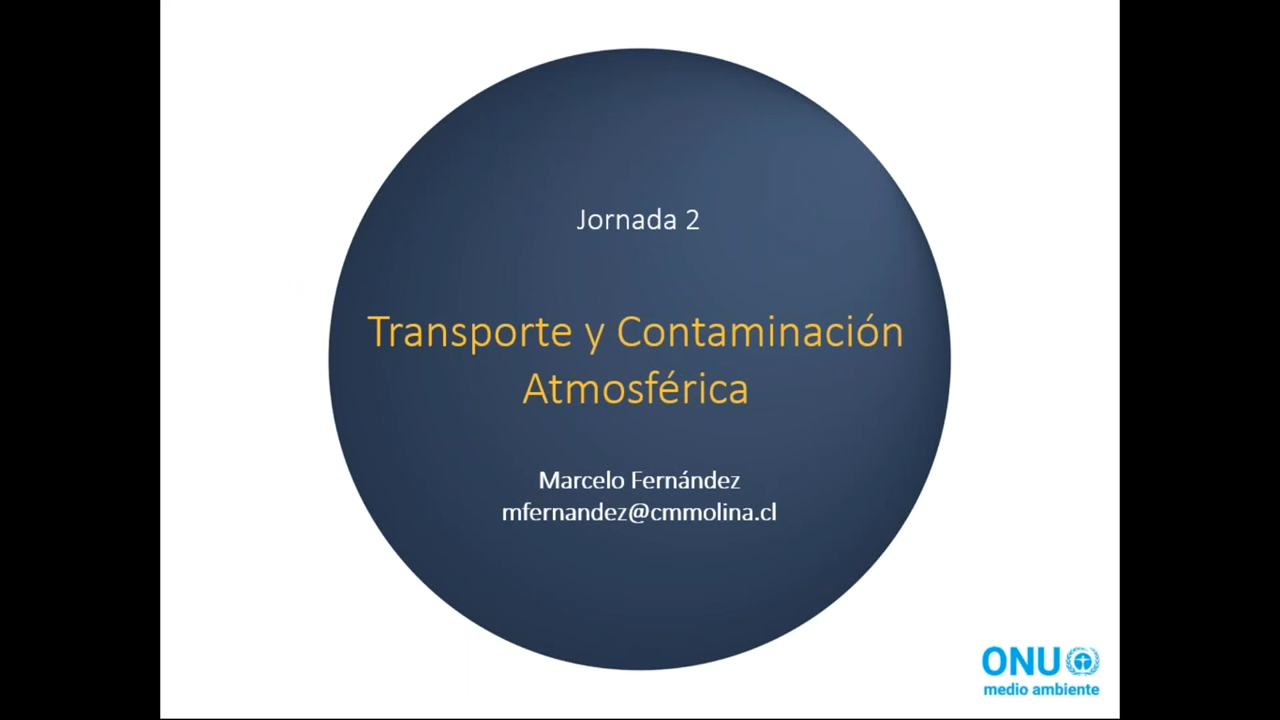 Jornada 2
Transporte y Contaminación
Atmosférica
Marcelo Fernández
mfernandez@cmmolina.cl
ONU
medio ambiente